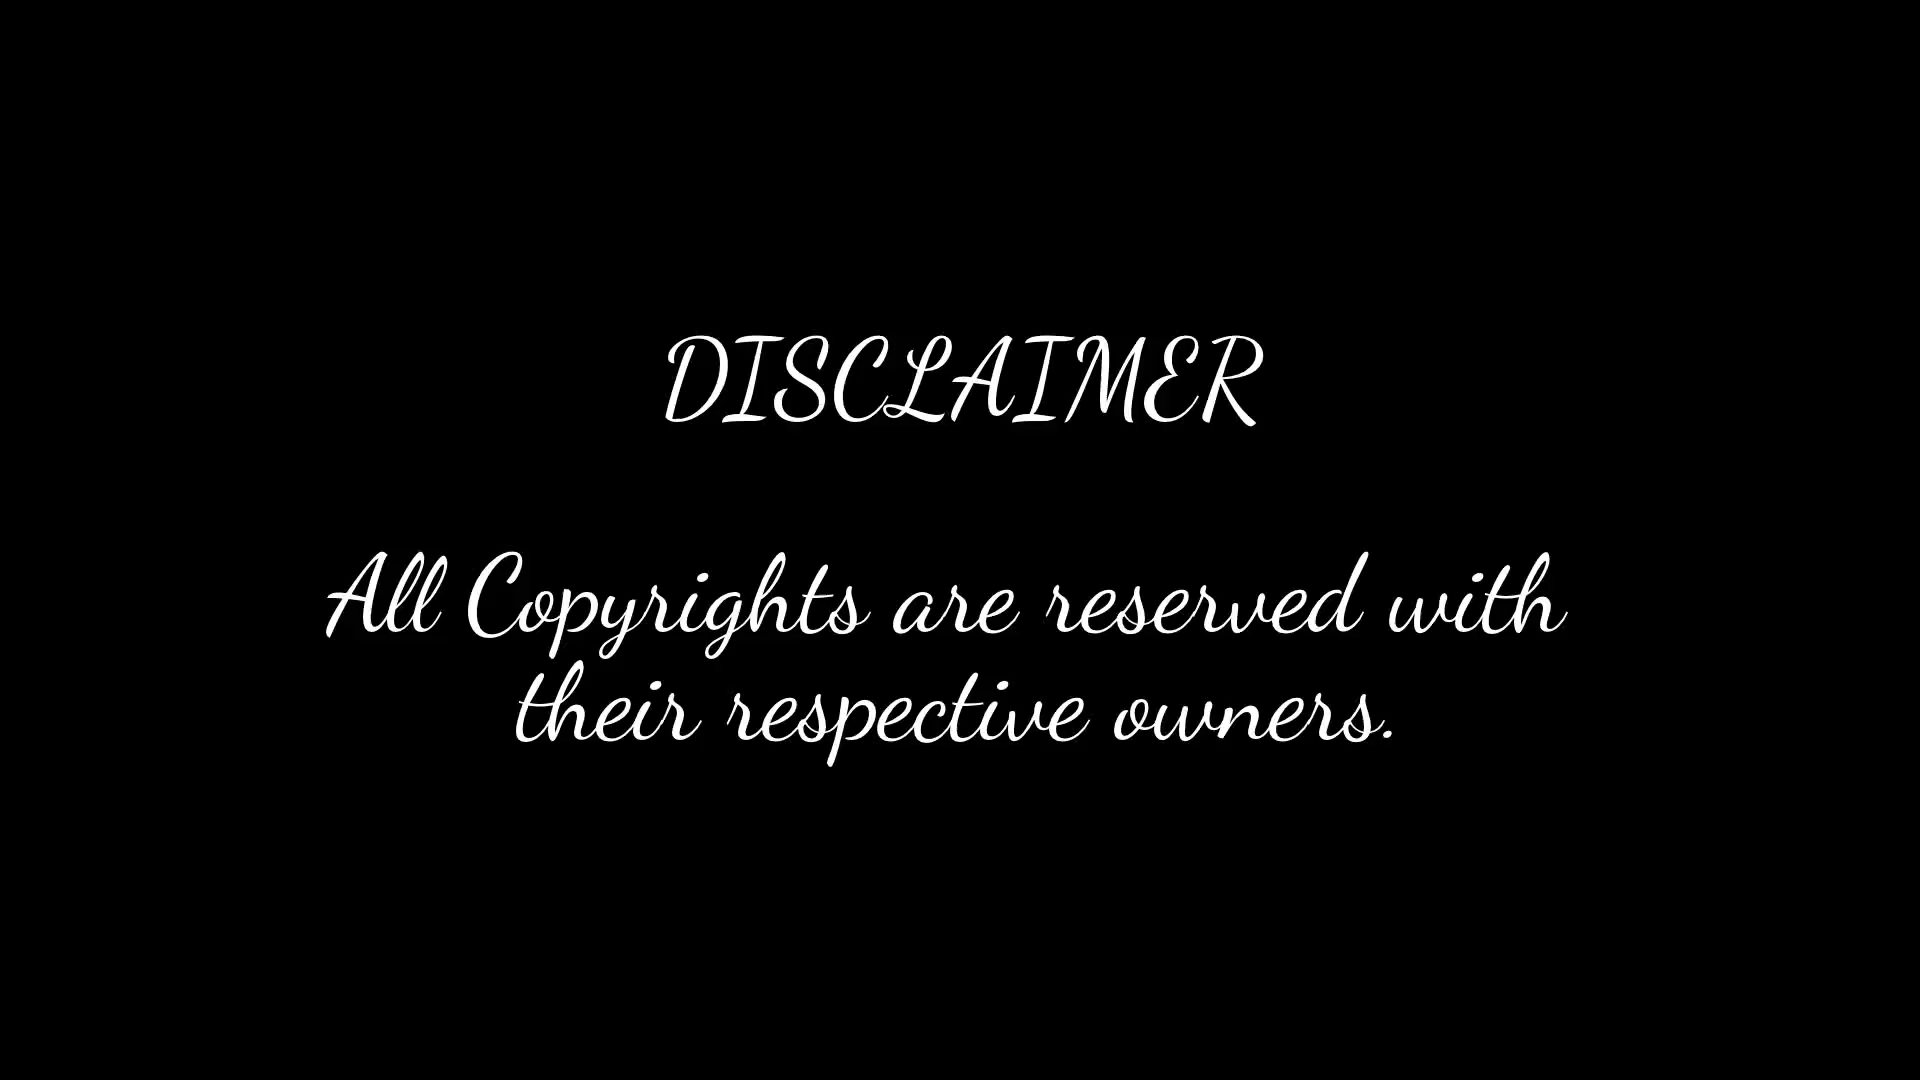 DISCLAIMER
All Copyrights are reserved with
their respective owners.